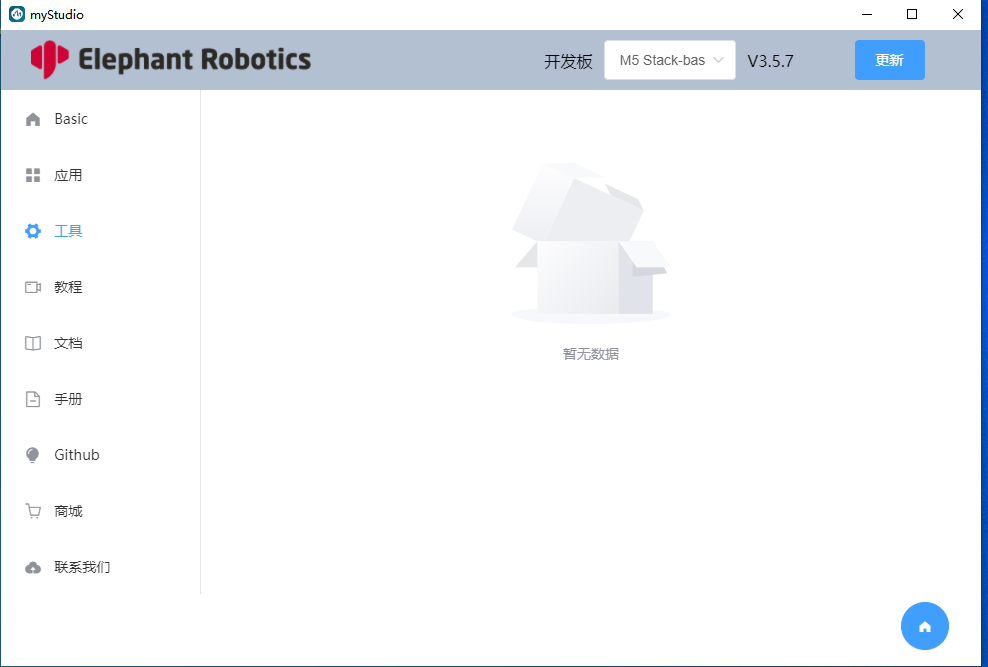 myStudio
Elephant Robotics
开发板
M5 Stack-bas
V3.5.7
更新
Basic
应用
工具
教程
文档
手册
Github
商城
联系我们
暂无数据